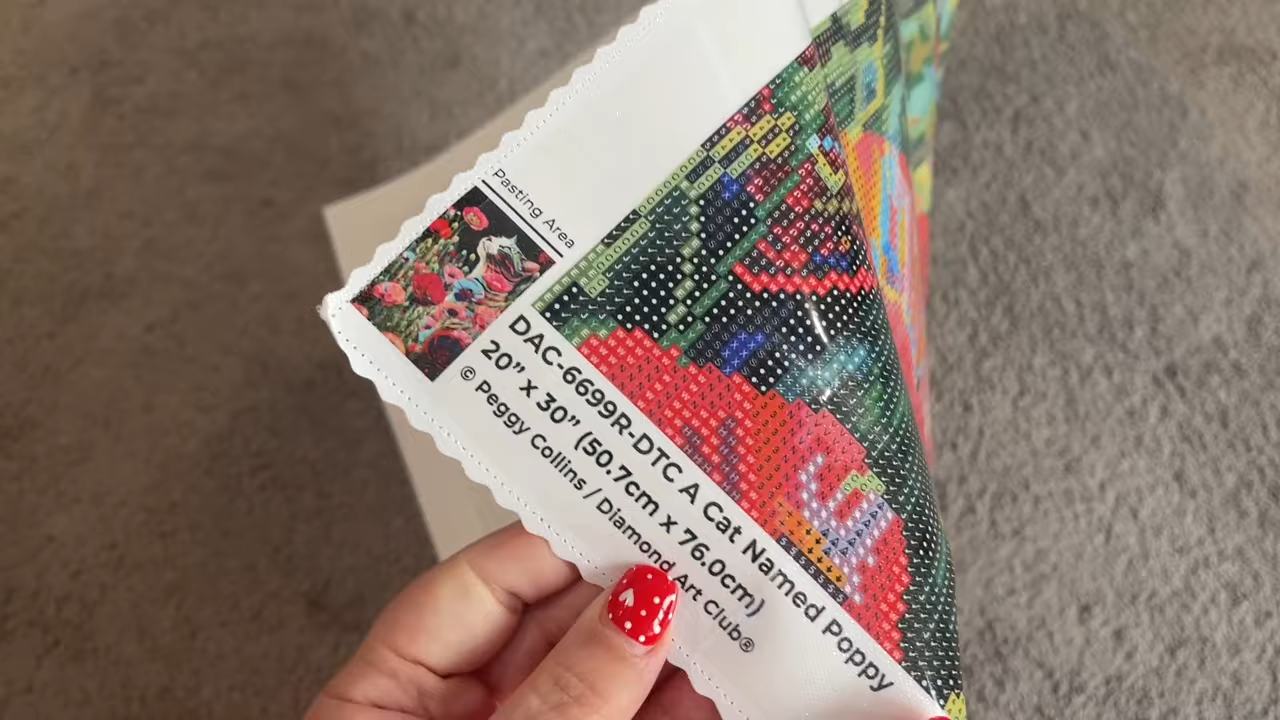 Pasting Area
DAC-6699R-DTC A Cat Named Poppy
20” x 30” (50.7cm x 76.0cm)
© Peggy Collins / Diamond Art Club®